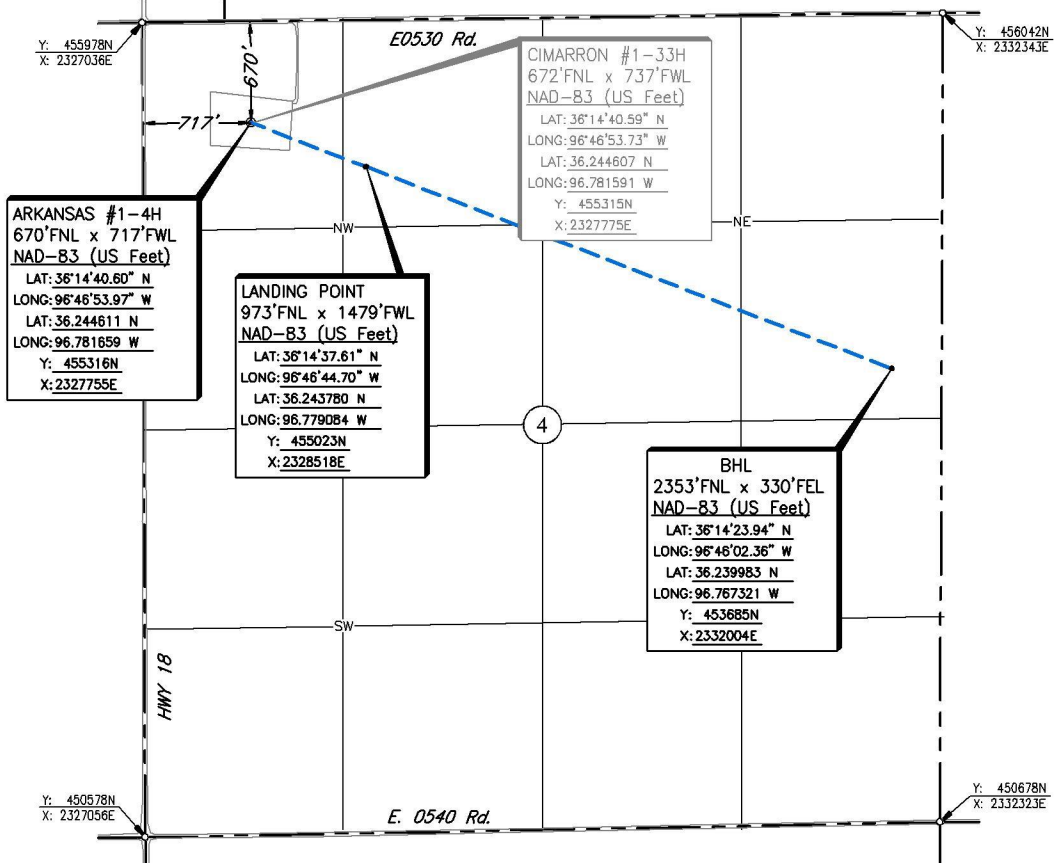 E0530 Rd.
Y: 455978N
X: 2327036E
Y: 456042N
X: 2332343E
670'
717'
CIMARRON #1-33H
672'FNL x 737'FWL
NAD-83 (US Feet)
LAT: 36°14'40.59" N
LONG: 96°46'53.73" W
LAT: 36.244607 N
LONG: 96.781591 W
Y: 455315N
X: 2327775E
ARKANSAS #1-4H
670'FNL x 717'FWL
NAD-83 (US Feet)
LAT: 36°14'40.60" N
LONG: 96°46'53.97" W
LAT: 36.244611 N
LONG: 96.781659 W
Y: 455316N
X: 2327755E
NW
NE
LANDING POINT
973'FNL x 1479'FWL
NAD-83 (US Feet)
LAT: 36°14'37.61" N
LONG: 96°46'44.70" W
LAT: 36.243780 N
LONG: 96.779084 W
Y: 455023N
X: 2328518E
4
BHL
2353'FNL x 330'FEL
NAD-83 (US Feet)
LAT: 36°14'23.94" N
LONG: 96°46'02.36" W
LAT: 36.239983 N
LONG: 96.767321 W
Y: 453685N
X: 2332004E
SW
HWY 18
Y: 450578N
X: 2327056E
E. 0540 Rd.
Y: 450678N
X: 2332323E